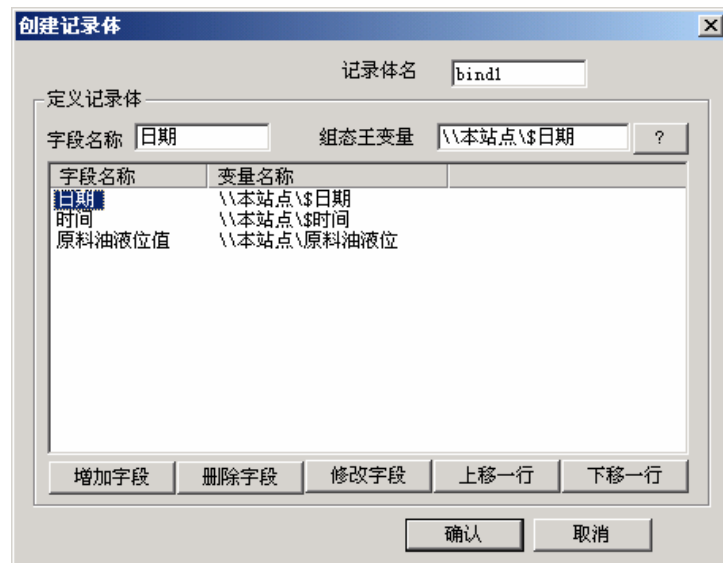 创建记录体
记录体名 bind1
定义记录体
字段名称 日期 组态王变量 \\本站点\$日期 ?
字段名称 变量名称
日期 \\本站点\$日期
时间 \\本站点\$时间
原料油液位值 \\本站点\原料油液位
增加字段 删除字段 修改字段 上移一行 下移一行
确认 取消